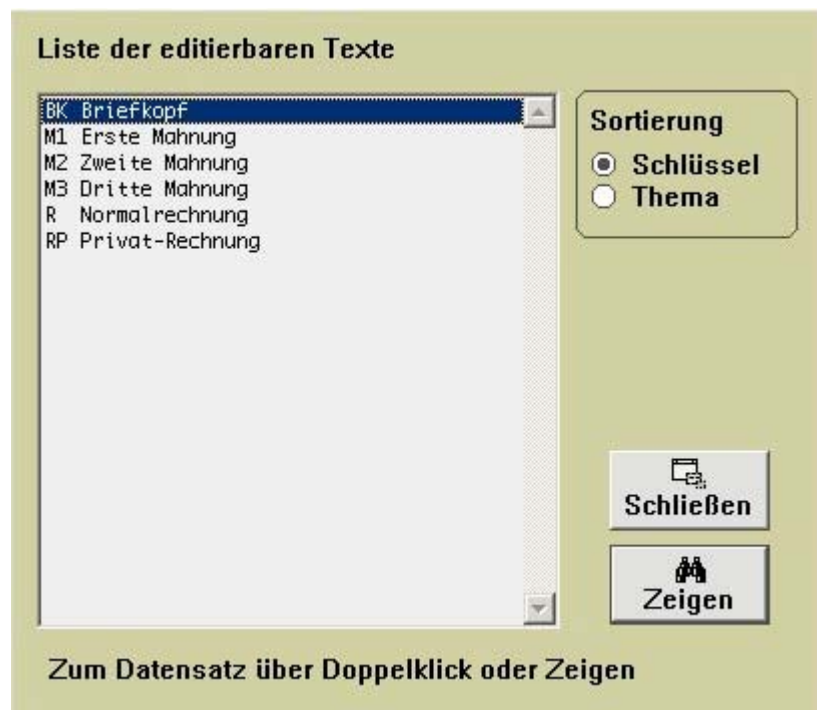 Liste der editierbaren Texte
BK Briefkopf
M1 Erste Mahnung
M2 Zweite Mahnung
M3 Dritte Mahnung
R Normalrechnung
RP Privat-Rechnung
Sortierung
Schlüssel
Thema
Schließen
Zeigen
Zum Datensatz über Doppelklick oder Zeigen